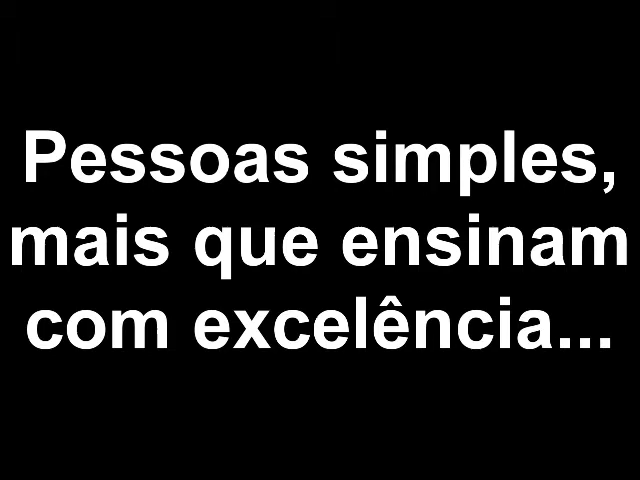 Pessoas simples,
mais que ensinam
com excelência...